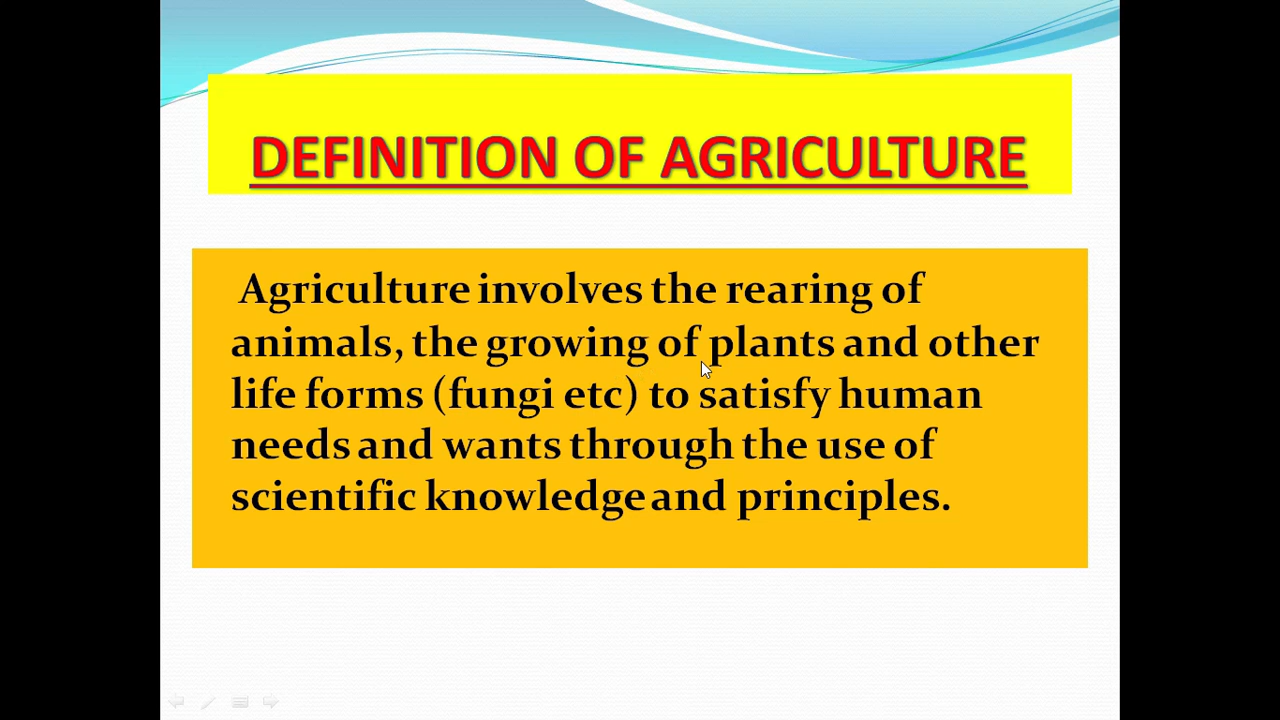 DEFINITION OF AGRICULTURE
Agriculture involves the rearing of
animals, the growing of plants and other
life forms (fungi etc) to satisfy human
needs and wants through the use of
scientific knowledge and principles.